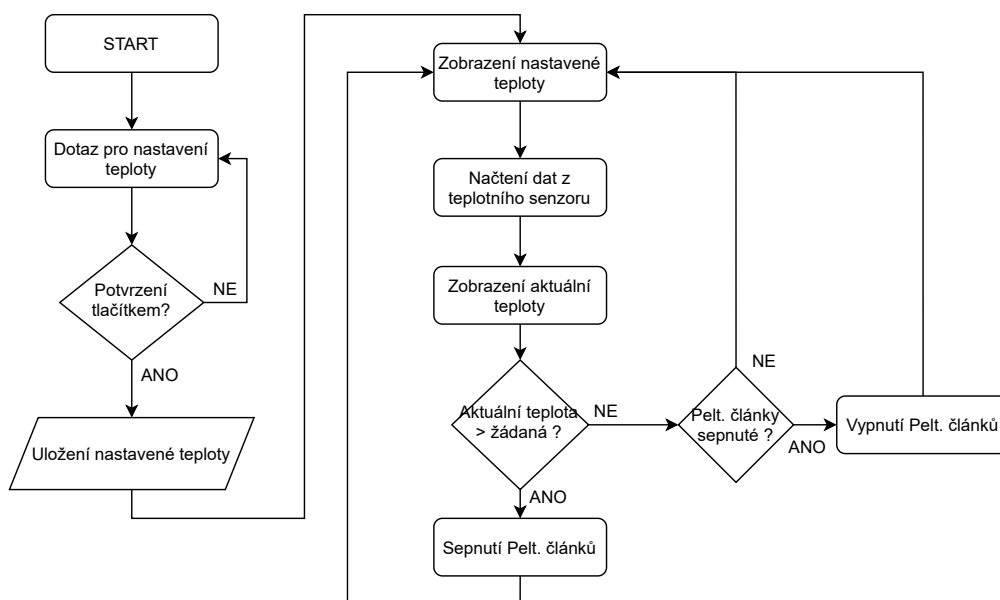 START
Dotaz pro nastavení
teploty
Potvrzení
tlačítkem?
NE
ANO
Uložení nastavené teploty
Zobrazení nastavené
teploty
Načtení dat z
teplotního senzoru
Zobrazení aktuální
teploty
Aktuální teplota
> žádaná ?
NE
ANO
Sepnutí Pelt. článků
Pelt. články
sepnuté ?
NE
ANO
Vypnutí Pelt. článků